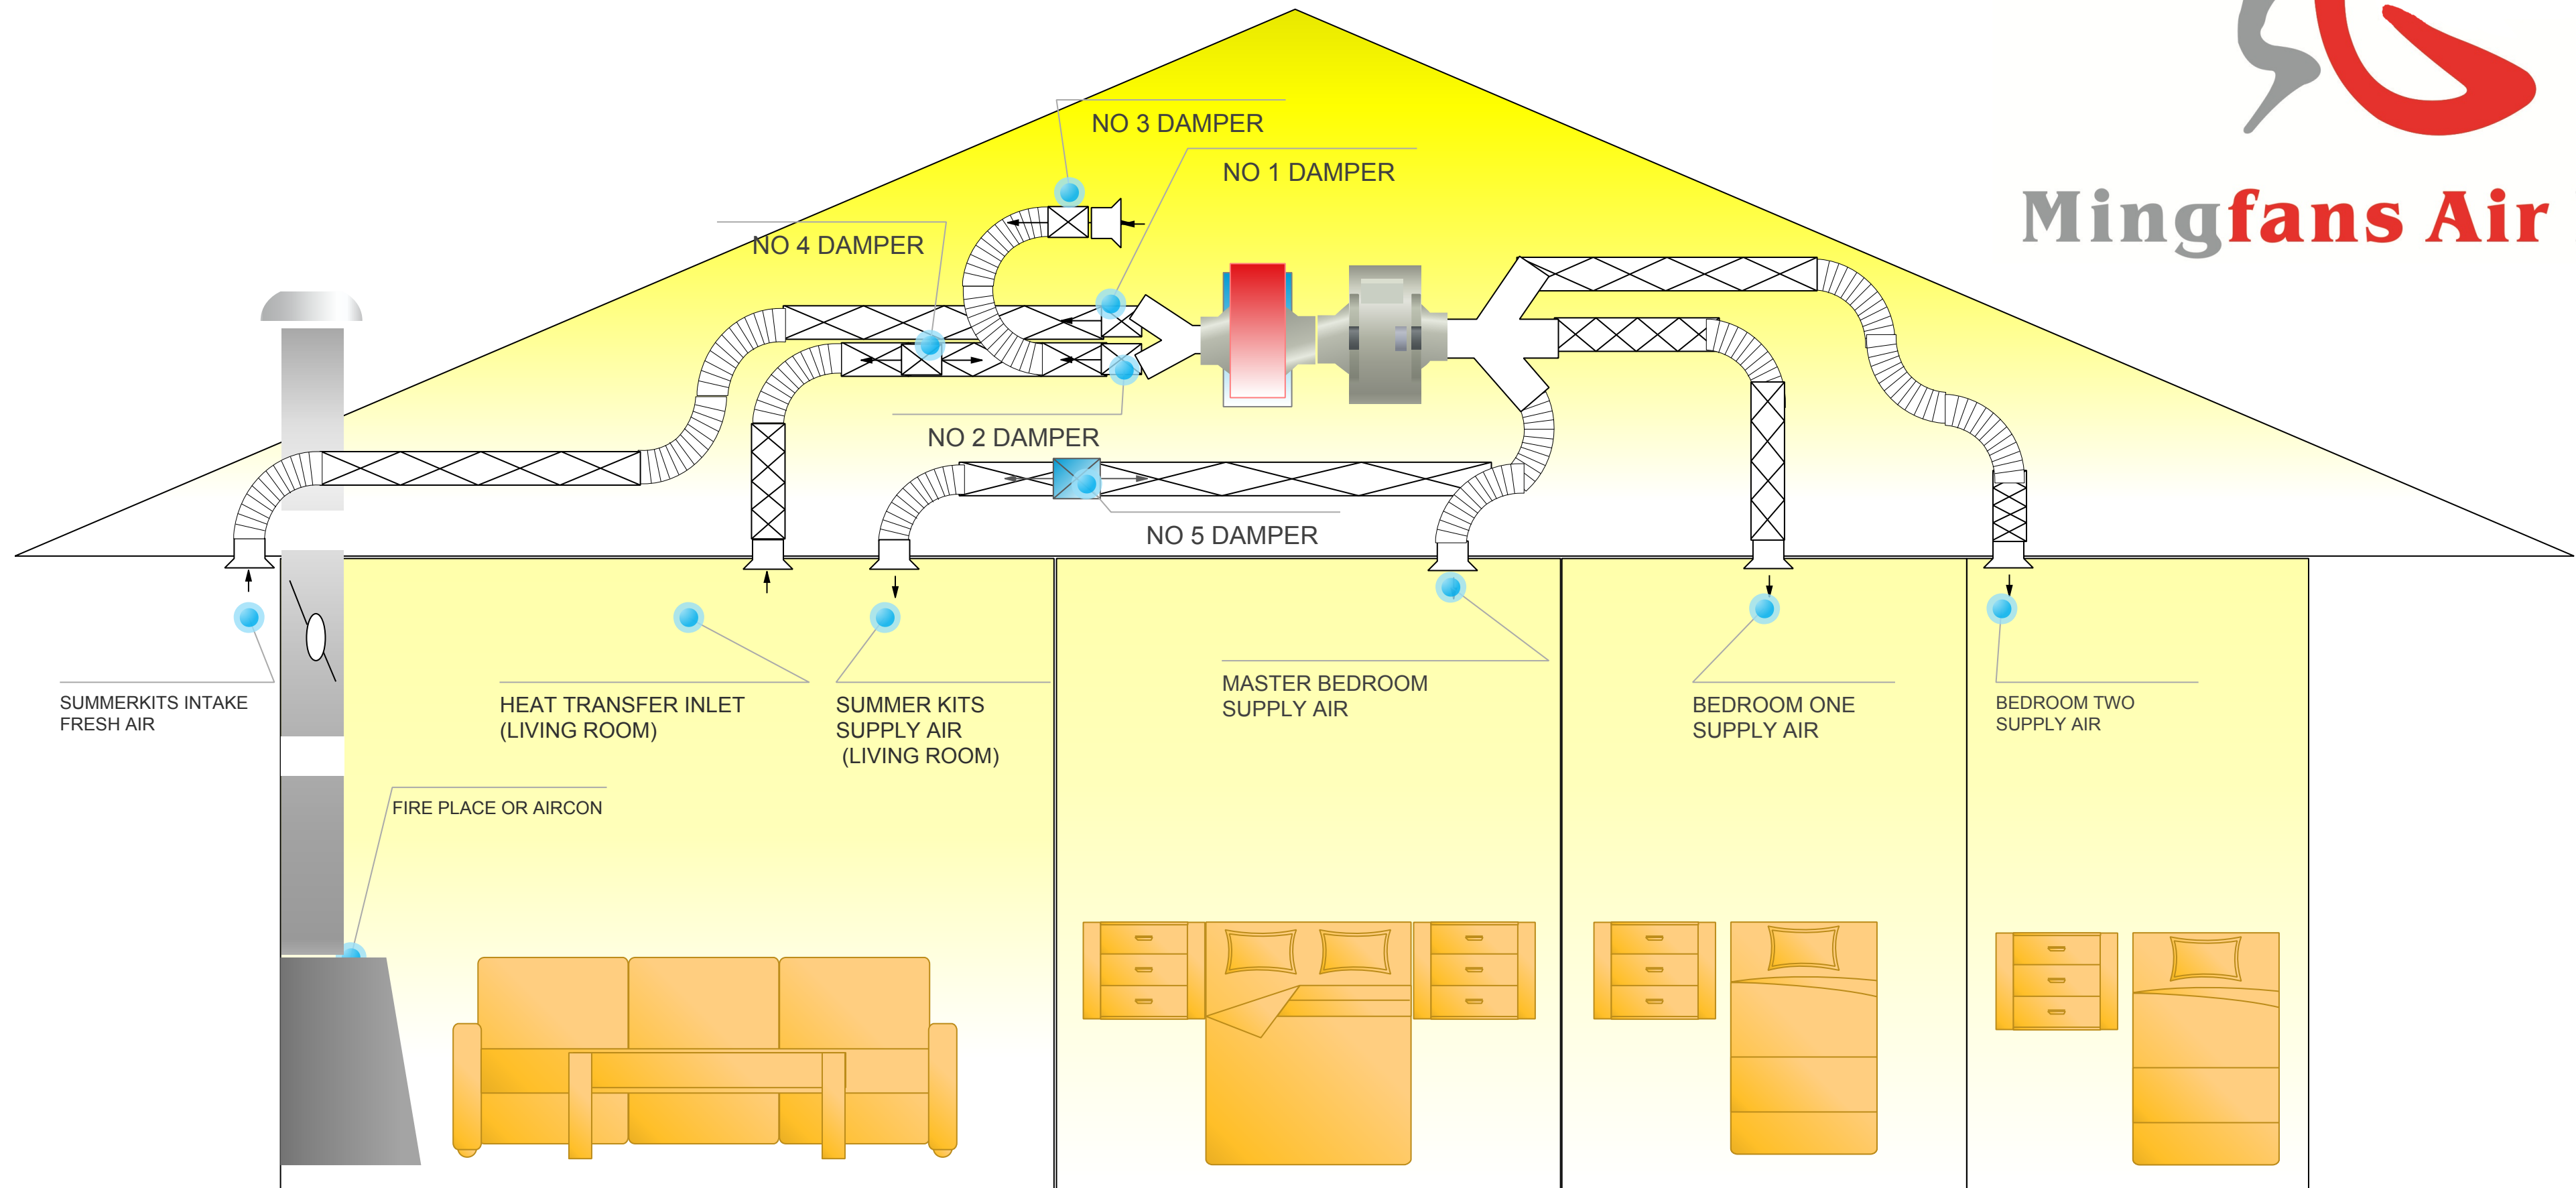 NO 3 DAMPER
NO 1 DAMPER
Mingfans Air
NO 4 DAMPER
NO 2 DAMPER
NO 5 DAMPER
SUMMERKITS INTAKE
FRESH AIR
HEAT TRANSFER INLET
(LIVING ROOM)
SUMMER KITS
SUPPLY AIR
(LIVING ROOM)
MASTER BEDROOM
SUPPLY AIR
BEDROOM ONE
SUPPLY AIR
BEDROOM TWO
SUPPLY AIR
FIRE PLACE OR AIRCON